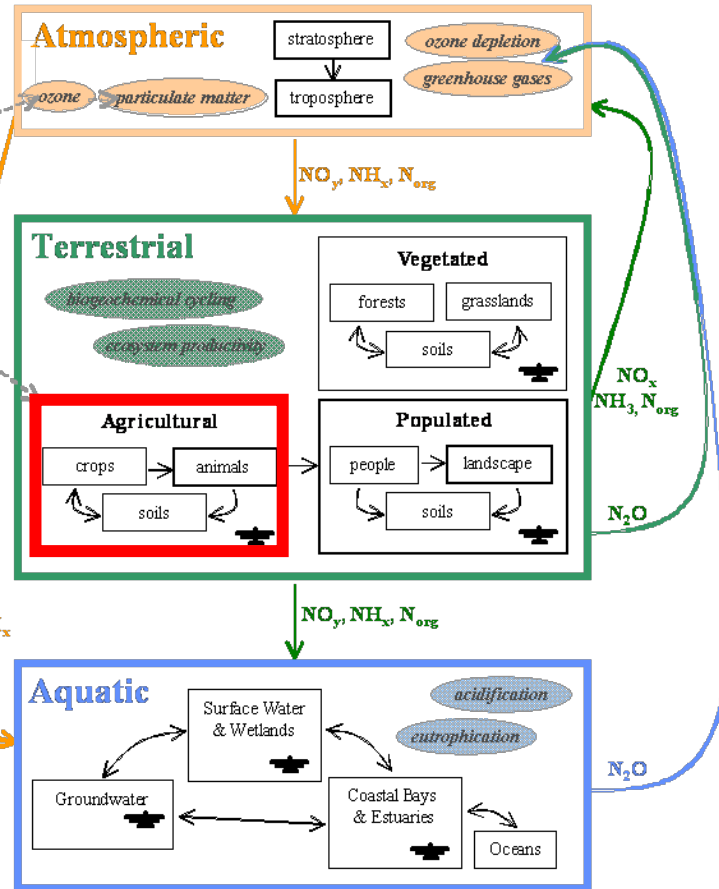 Atmospheric
stratosphere
troposphere
ozone depletion
greenhouse gases
ozone
particulate matter
NOy, NHx, Norg
Terrestrial
biogeochemical cycling
ecosystem productivity
Vegetated
forests
grasslands
soils
Agricultural
crops
animals
soils
Populated
people
landscape
soils
NOx
NH3, Norg
N2O
NOy, NHx, Norg
Aquatic
acidification
eutrophication
Surface Water
& Wetlands
Groundwater
Coastal Bays
& Estuaries
Oceans
N2O